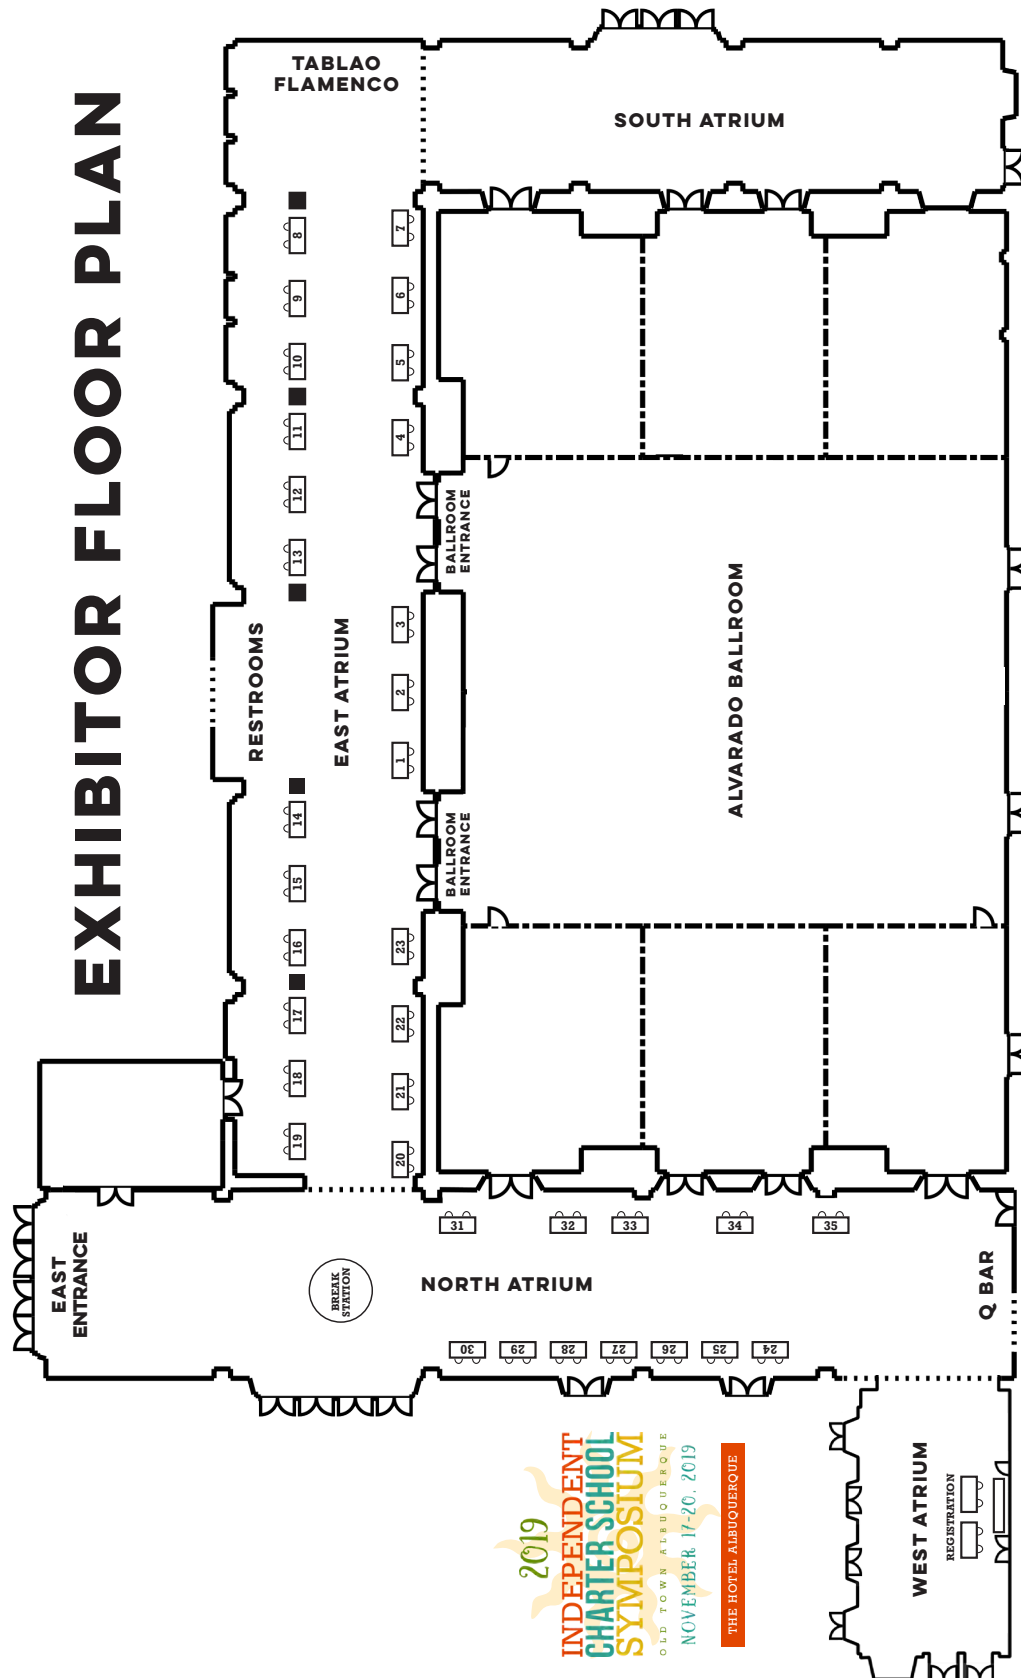 EXHIBITOR FLOOR PLAN
TABLAO
FLAMENCO
SOUTH ATRIUM
8
9
10
11
12
13
7
6
5
4
3
2
1
RESTROOMS
EAST ATRIUM
BALLROOM
ENTRANCE
BALLROOM
ENTRANCE
ALVARADO BALLROOM
14
15
16
17
18
19
23
22
21
20
EAST
ENTRANCE
BREAK
STATION
NORTH ATRIUM
31
32
33
34
35
30
29
28
27
26
25
24
Q BAR
WEST ATRIUM
REGISTRATION
2019
INDEPENDENT
CHARTER SCHOOL
SYMPOSIUM
OLD TOWN ALBUQUERQUE
NOVEMBER 17-20, 2019
THE HOTEL ALBUQUERQUE